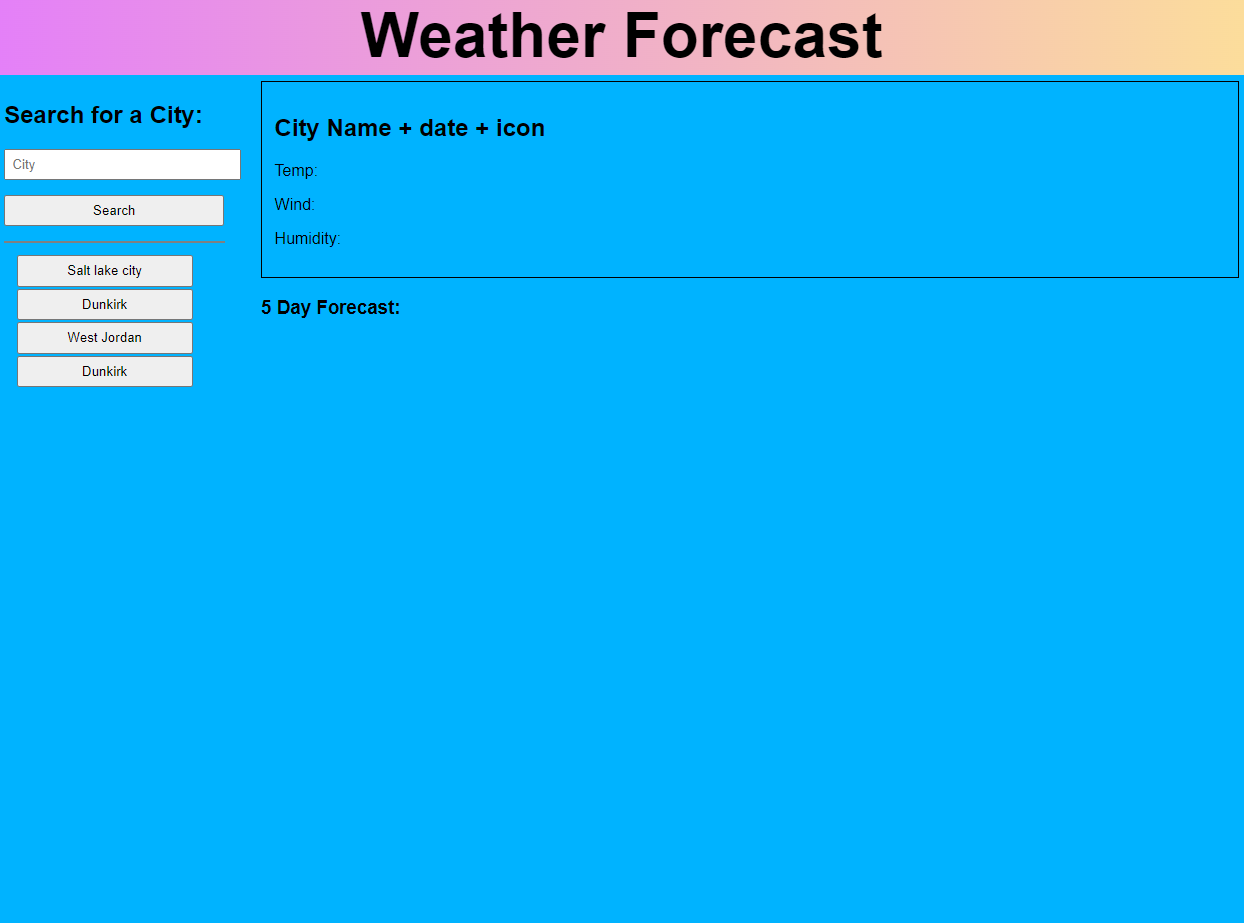 Weather Forecast
Search for a City:
City
Search
Salt lake city
Dunkirk
West Jordan
Dunkirk
City Name + date + icon
Temp:
Wind:
Humidity:
5 Day Forecast: